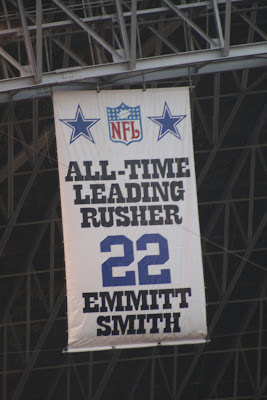 NFL
ALL-TIME
LEADING
RUSHER
22
EMMITT
SMITH